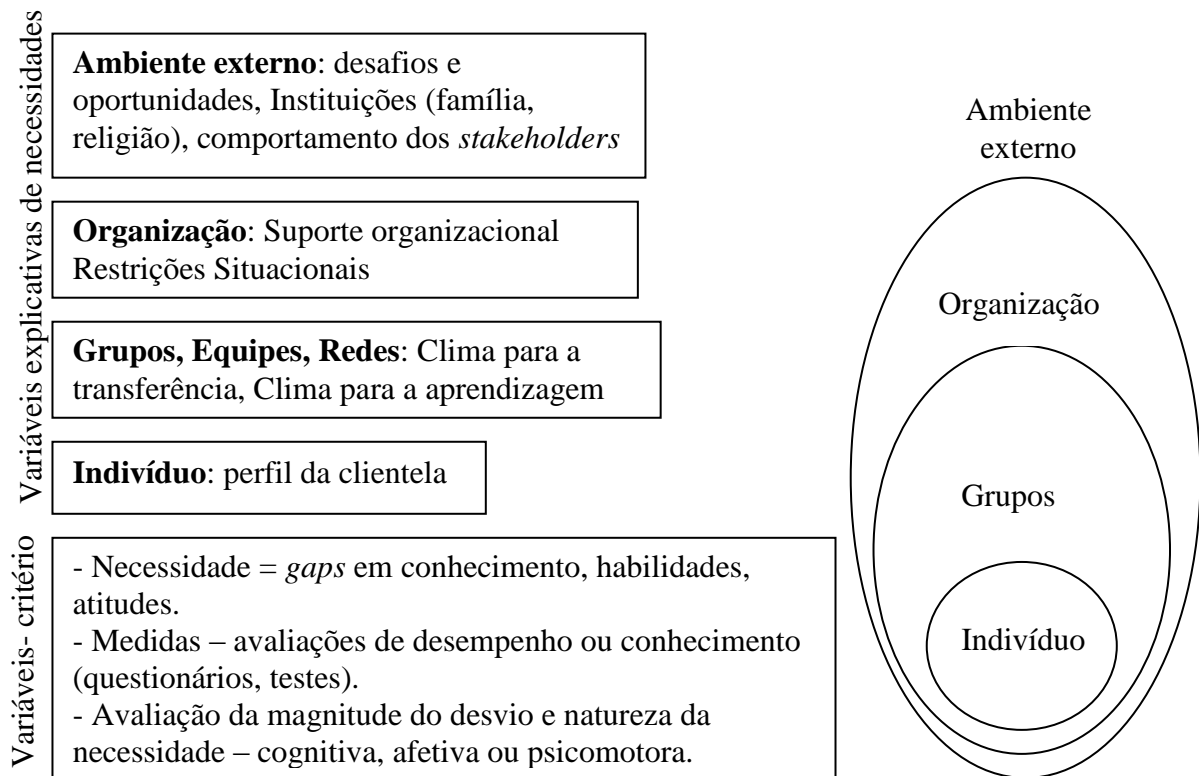 Variáveis explicativas de necessidades
Ambiente externo: desafios e
oportunidades, Instituições (família,
religião), comportamento dos stakeholders
Organização: Suporte organizacional
Restrições Situacionais
Grupos, Equipes, Redes: Clima para a
transferência, Clima para a aprendizagem
Indivíduo: perfil da clientela
Variáveis- critério
- Necessidade = gaps em conhecimento, habilidades,
atitudes.
- Medidas – avaliações de desempenho ou conhecimento
(questionários, testes).
- Avaliação da magnitude do desvio e natureza da
necessidade – cognitiva, afetiva ou psicomotora.
Ambiente
externo
Organização
Grupos
Indivíduo